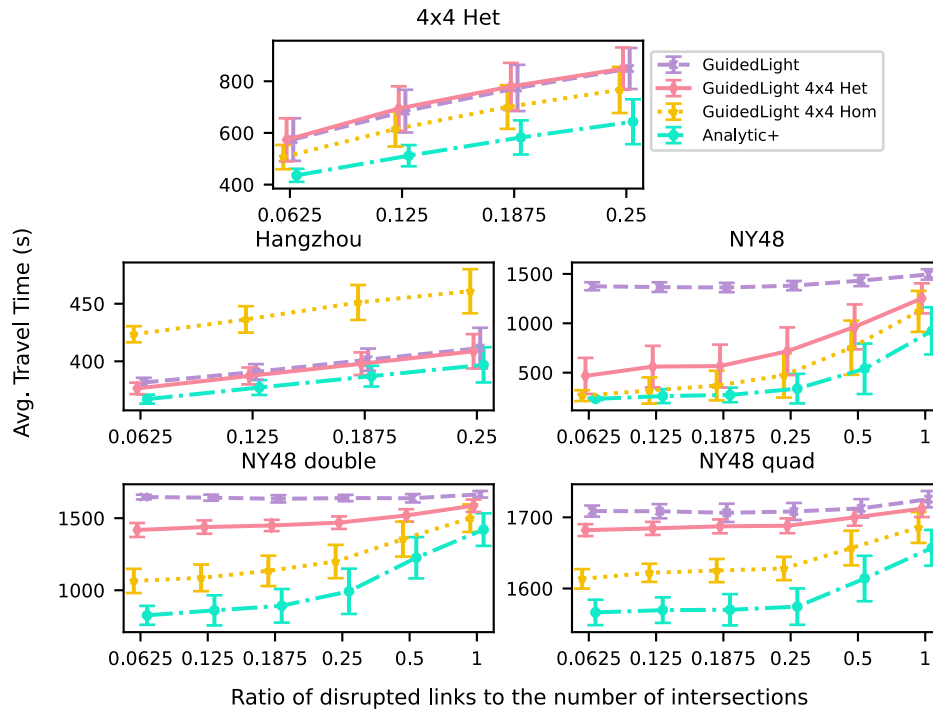 4x4 Het
800
600
400
0.0625 0.125 0.1875 0.25
GuidedLight
GuidedLight 4x4 Het
GuidedLight 4x4 Hom
Analytic+
Avg. Travel Time (s)
Hangzhou
450
400
0.0625 0.125 0.1875 0.25
NY48
1500
1000
500
0.0625 0.125 0.1875 0.25 0.5 1
NY48 double
1500
1000
0.0625 0.125 0.1875 0.25 0.5 1
NY48 quad
1700
1600
0.0625 0.125 0.1875 0.25 0.5 1
Ratio of disrupted links to the number of intersections